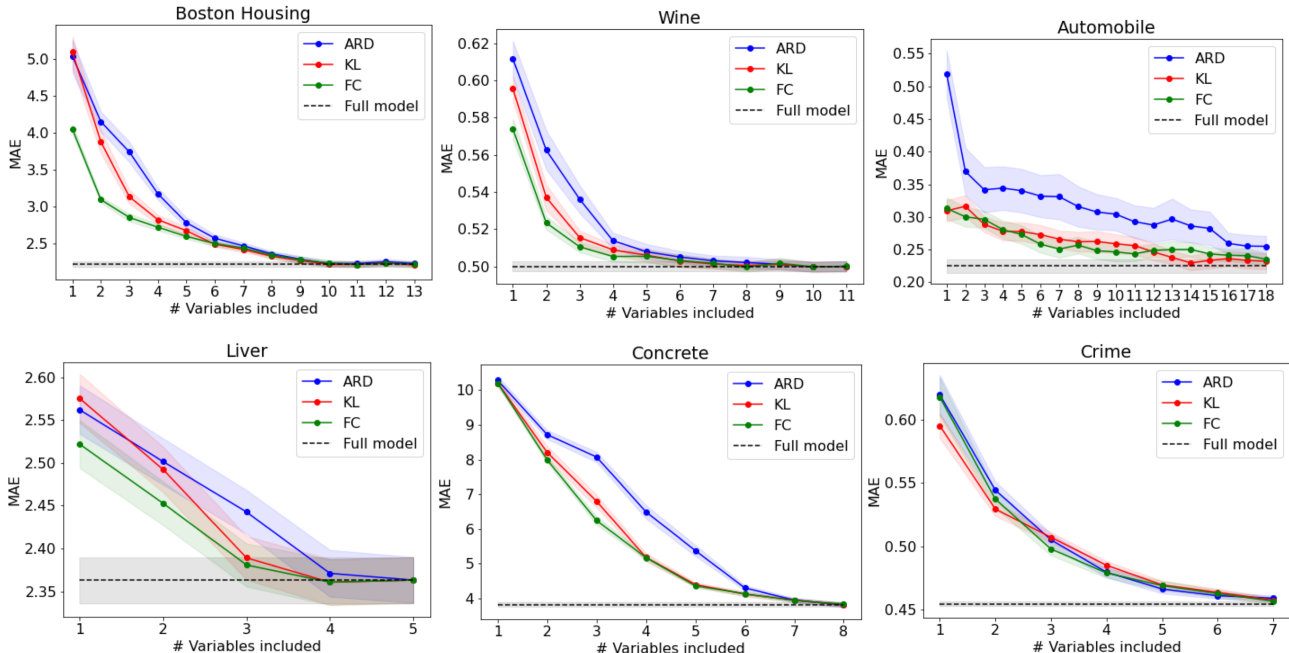 Boston Housing
MAE
5.0
4.5
4.0
3.5
3.0
2.5
ARD
KL
FC
Full model
1 2 3 4 5 6 7 8 9 10 11 12 13
# Variables included
Wine
MAE
0.62
0.60
0.58
0.56
0.54
0.52
0.50
ARD
KL
FC
Full model
1 2 3 4 5 6 7 8 9 10 11
# Variables included
Automobile
MAE
0.55
0.50
0.45
0.40
0.35
0.30
0.25
0.20
ARD
KL
FC
Full model
1 2 3 4 5 6 7 8 9 10 11 12 13 14 15 16 17 18
# Variables included
Liver
MAE
2.60
2.55
2.50
2.45
2.40
2.35
ARD
KL
FC
Full model
1 2 3 4 5
# Variables included
Concrete
MAE
10
9
8
7
6
5
4
ARD
KL
FC
Full model
1 2 3 4 5 6 7 8
# Variables included
Crime
MAE
0.60
0.55
0.50
0.45
ARD
KL
FC
Full model
1 2 3 4 5 6 7
# Variables included